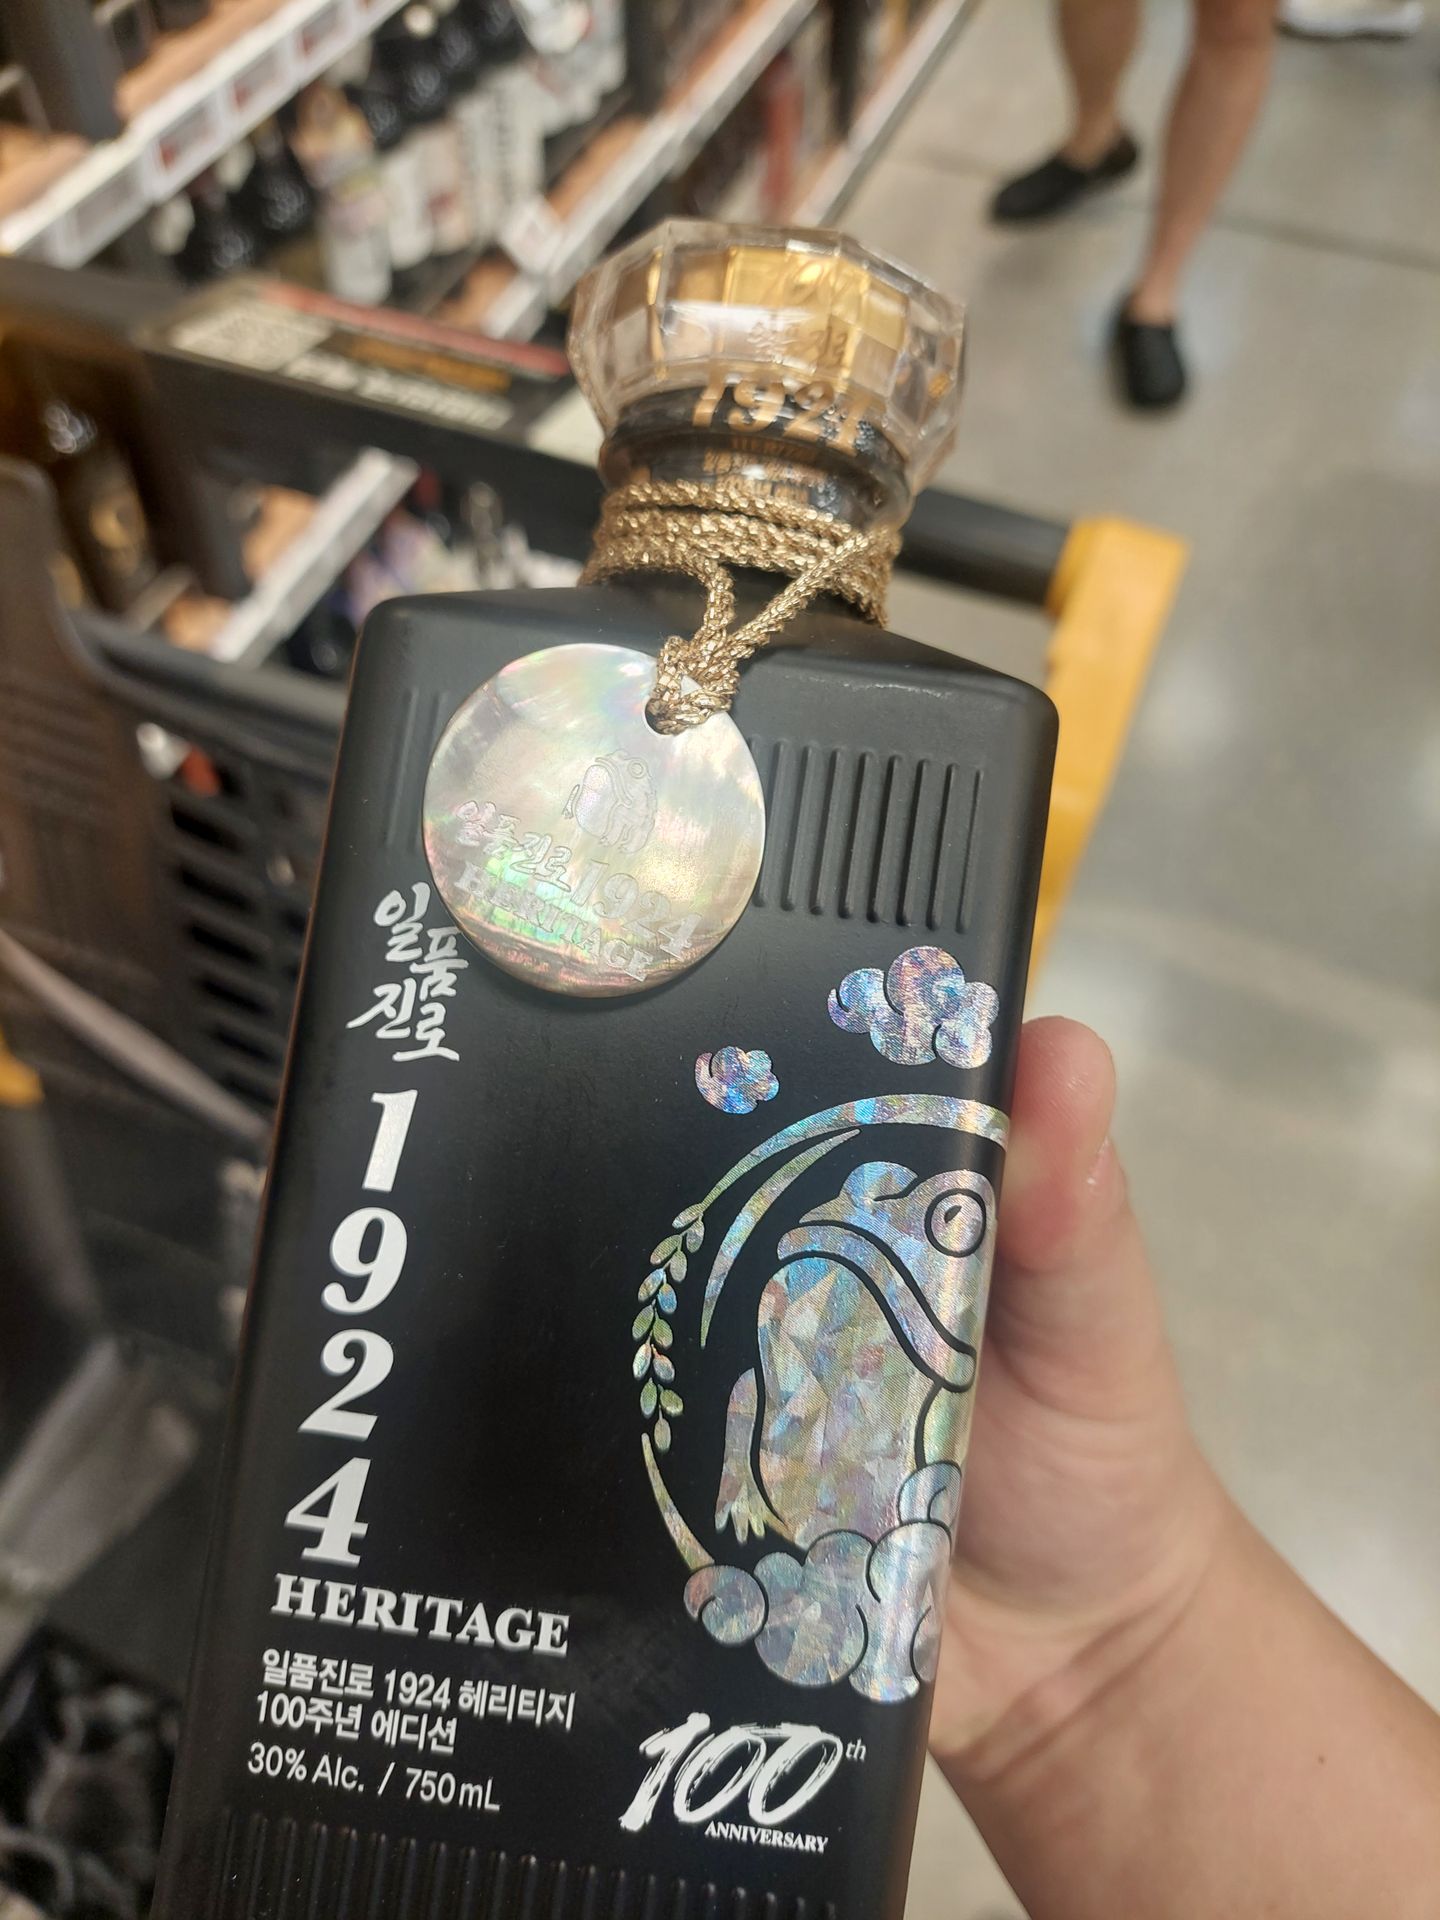 1924
일품진로 1924
HERITAGE
일품
진로
1924
HERITAGE
일품진로 1924 헤리티지
100주년 에디션
30% Alc. / 750mL
100th
ANNIVERSARY